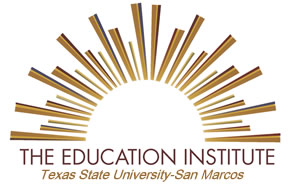 THE EDUCATION INSTITUTE
Texas State University-San Marcos